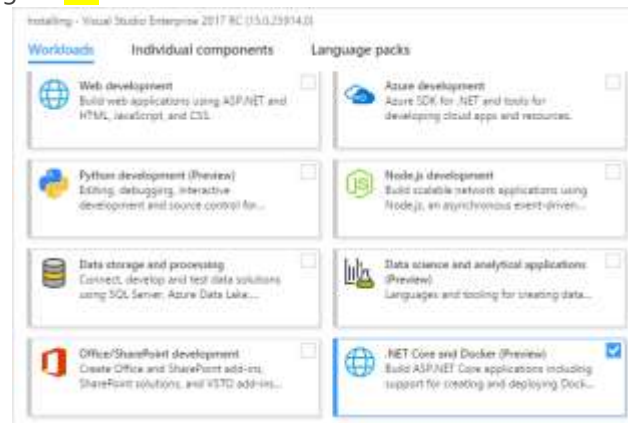 Installing - Visual Studio Enterprise 2017 RC (15.0.25914.0)
Workloads Individual components Language packs
Web development
Build web applications using ASP.NET and
HTML, JavaScript, and CSS.
Azure development
Azure SDK for .NET and tools for
developing cloud apps and resources.
Python development (Preview)
Editing, debugging, interactive
development and source control for...
Node.js development
Build scalable network applications using
Node.js, an asynchronous event-driven...
Data storage and processing
Connect, develop and test data solutions
using SQL Server, Azure Data Lake,...
Data science and analytical applications
(Preview)
Languages and tooling for creating data...
Office/SharePoint development
Create Office and SharePoint add-ins,
SharePoint solutions, and VSTO add-ins...
.NET Core and Docker (Preview)
Build ASP.NET Core applications including
support for creating and deploying Dock...